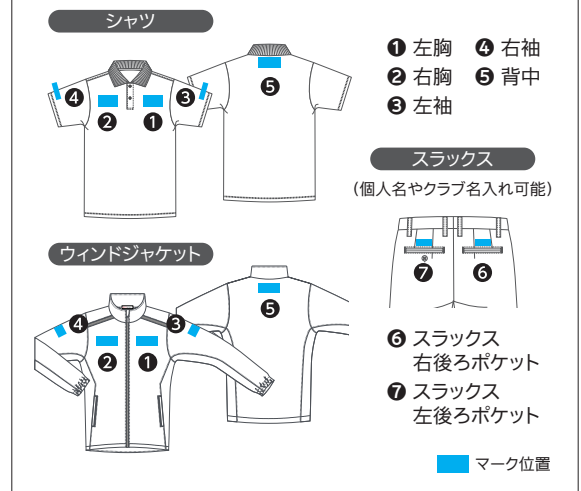 シャツ
❹ ❷ ❶ ❸
❺
❶ 左胸 ❹ 右袖
❷ 右胸 ❺ 背中
❸ 左袖
スラックス
(個人名やクラブ名入れ可能)
❼ ❻
ウィンドジャケット
❹ ❷ ❶ ❸
❺
❻ スラックス
右後ろポケット
❼ スラックス
左後ろポケット
マーク位置